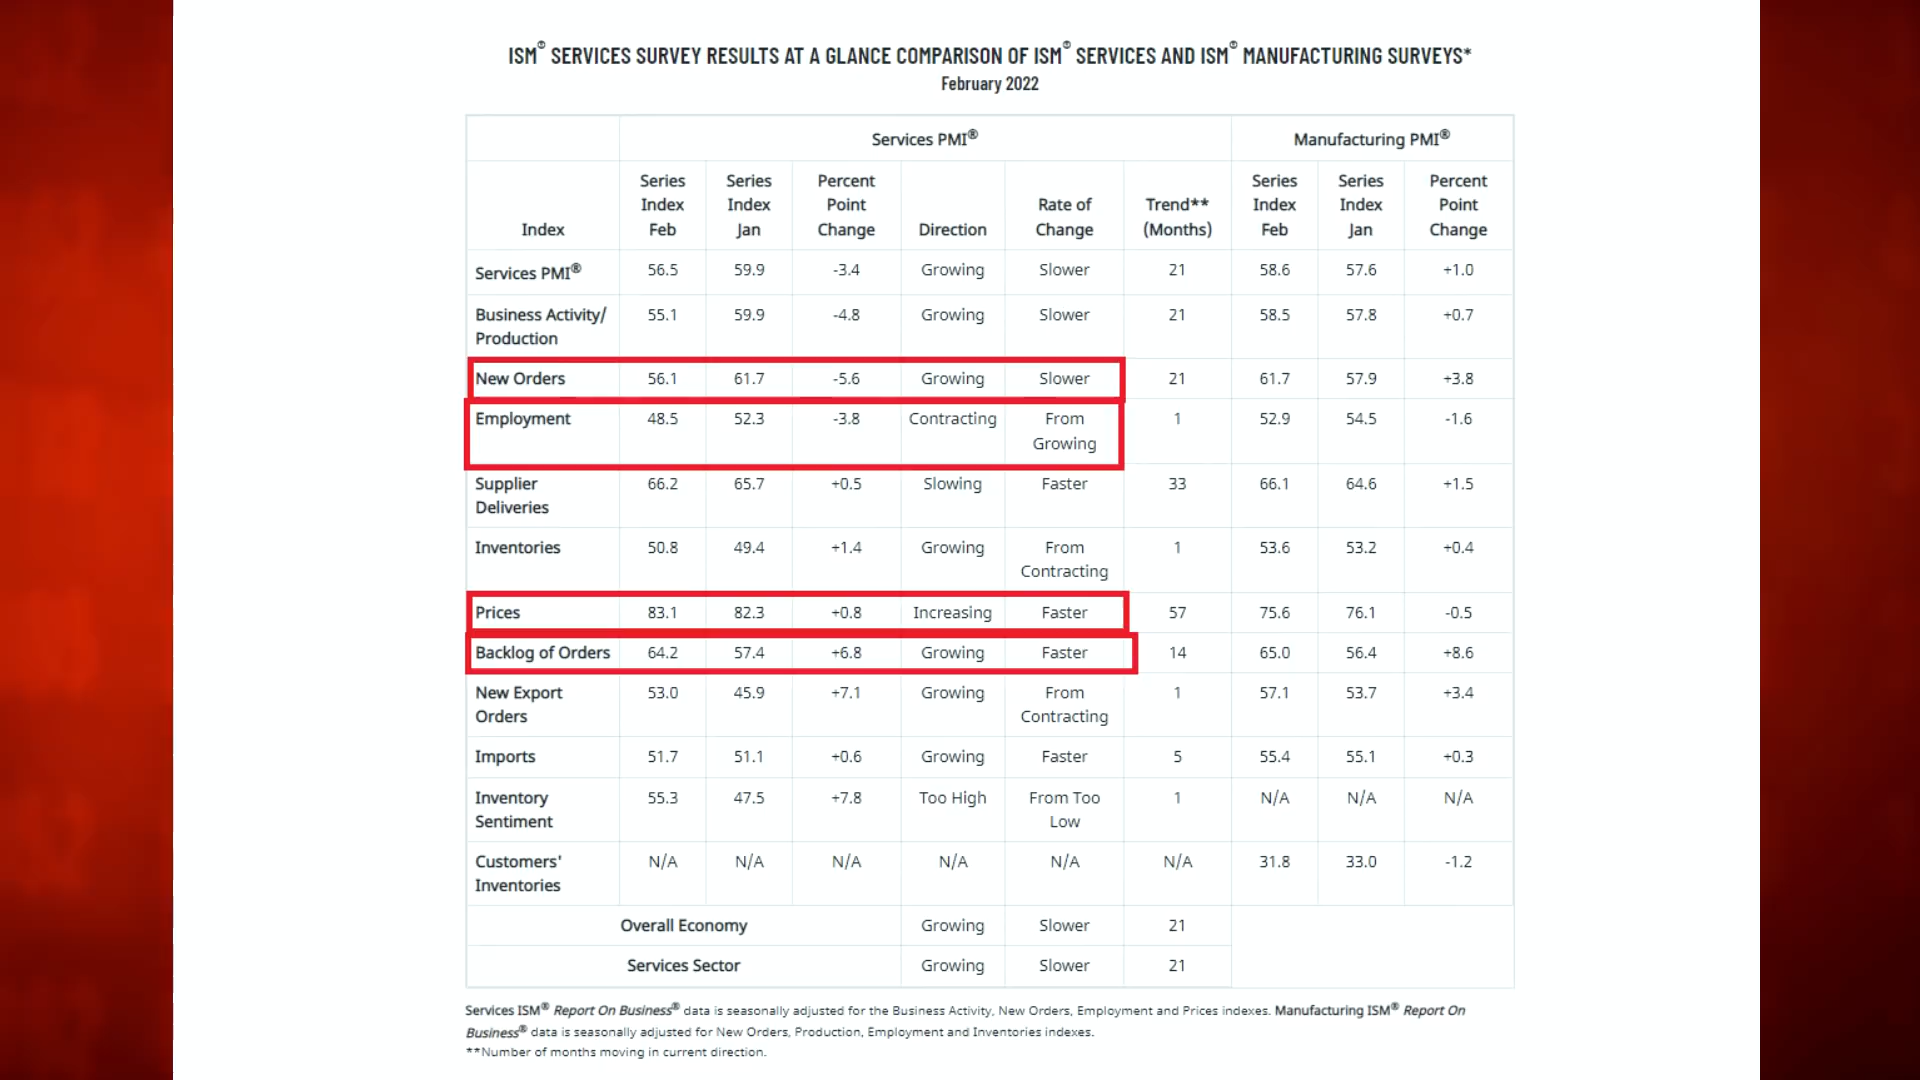 ISM® SERVICES SURVEY RESULTS AT A GLANCE COMPARISON OF ISM® SERVICES AND ISM® MANUFACTURING SURVEYS*
February 2022
Services PMI® Manufacturing PMI®
Index Series Index Feb Series Index Jan Percent Point Change Direction Rate of Change Trend** (Months) Series Index Feb Series Index Jan Percent Point Change
Services PMI® 56.5 59.9 -3.4 Growing Slower 21 58.6 57.6 +1.0
Business Activity/ Production 55.1 59.9 -4.8 Growing Slower 21 58.5 57.8 +0.7
New Orders 56.1 61.7 -5.6 Growing Slower 21 61.7 57.9 +3.8
Employment 48.5 52.3 -3.8 Contracting From Growing 1 52.9 54.5 -1.6
Supplier Deliveries 66.2 65.7 +0.5 Slowing Faster 33 66.1 64.6 +1.5
Inventories 50.8 49.4 +1.4 Growing From Contracting 1 53.6 53.2 +0.4
Prices 83.1 82.3 +0.8 Increasing Faster 57 75.6 76.1 -0.5
Backlog of Orders 64.2 57.4 +6.8 Growing Faster 14 65.0 56.4 +8.6
New Export Orders 53.0 45.9 +7.1 Growing From Contracting 1 57.1 53.7 +3.4
Imports 51.7 51.1 +0.6 Growing Faster 5 55.4 55.1 +0.3
Inventory Sentiment 55.3 47.5 +7.8 Too High From Too Low 1 N/A N/A N/A
Customers' Inventories N/A N/A N/A N/A N/A N/A 31.8 33.0 -1.2
Overall Economy Growing Slower 21
Services Sector Growing Slower 21
Services ISM® Report On Business® data is seasonally adjusted for the Business Activity, New Orders, Employment and Prices indexes. Manufacturing ISM® Report On
Business® data is seasonally adjusted for New Orders, Production, Employment and Inventories indexes.
**Number of months moving in current direction.